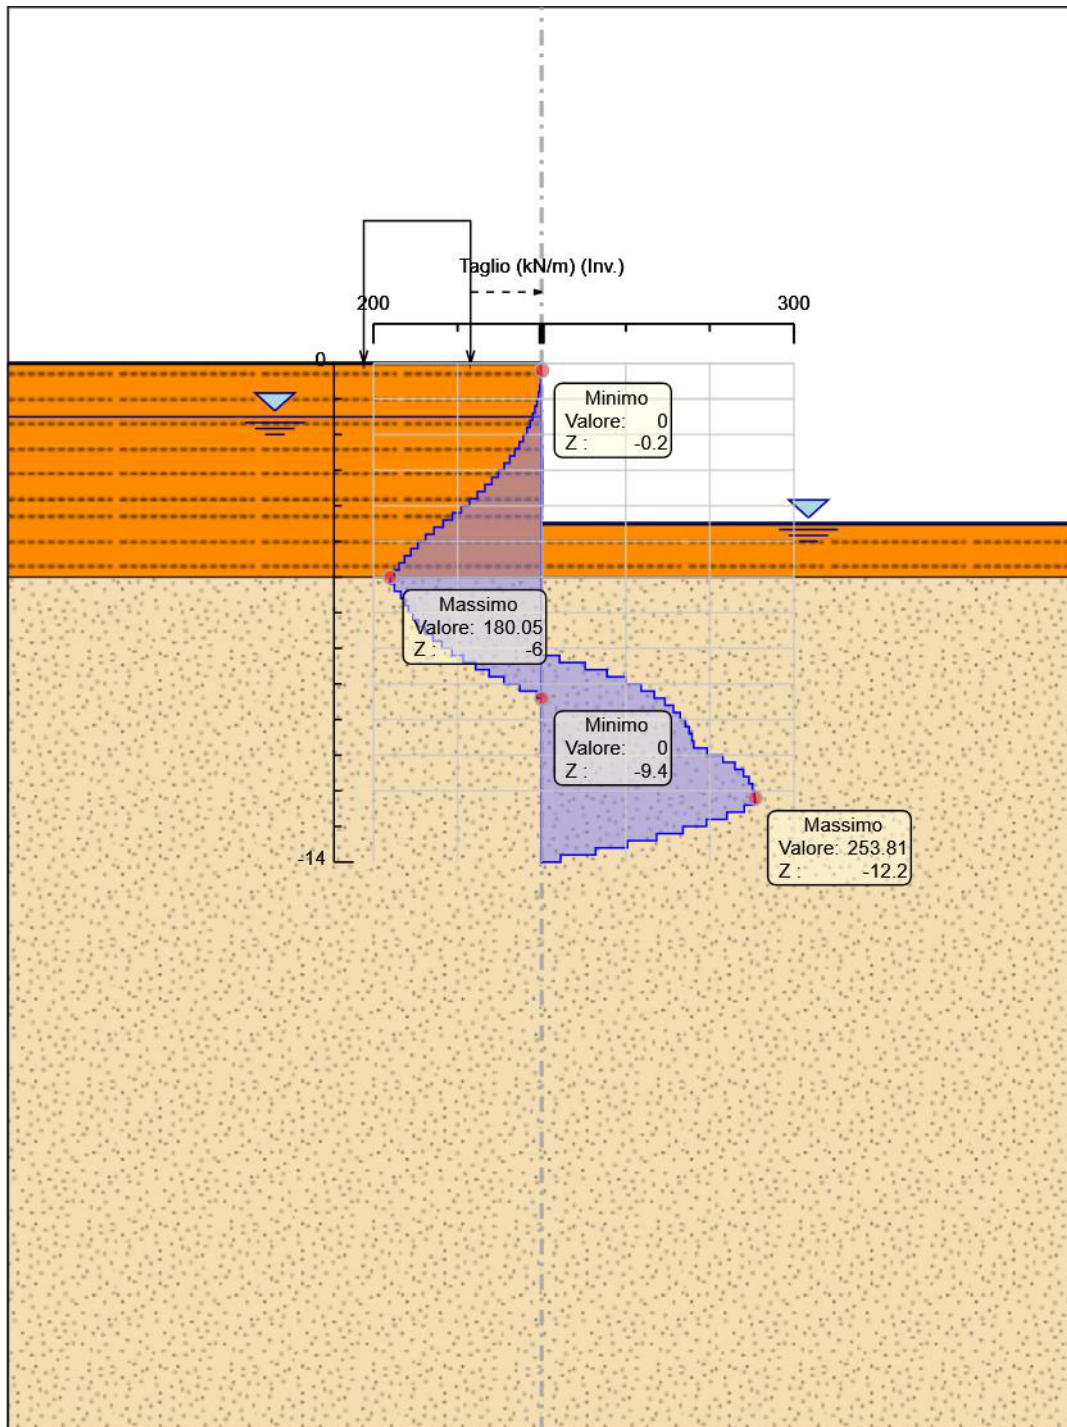 Taglio (kN/m) (Inv.)
200
300
0
Minimo
Valore: 0
Z : -0.2
Massimo
Valore: 180.05
Z : -6
Minimo
Valore: 0
Z : -9.4
Massimo
Valore: 253.81
Z : -12.2
-14